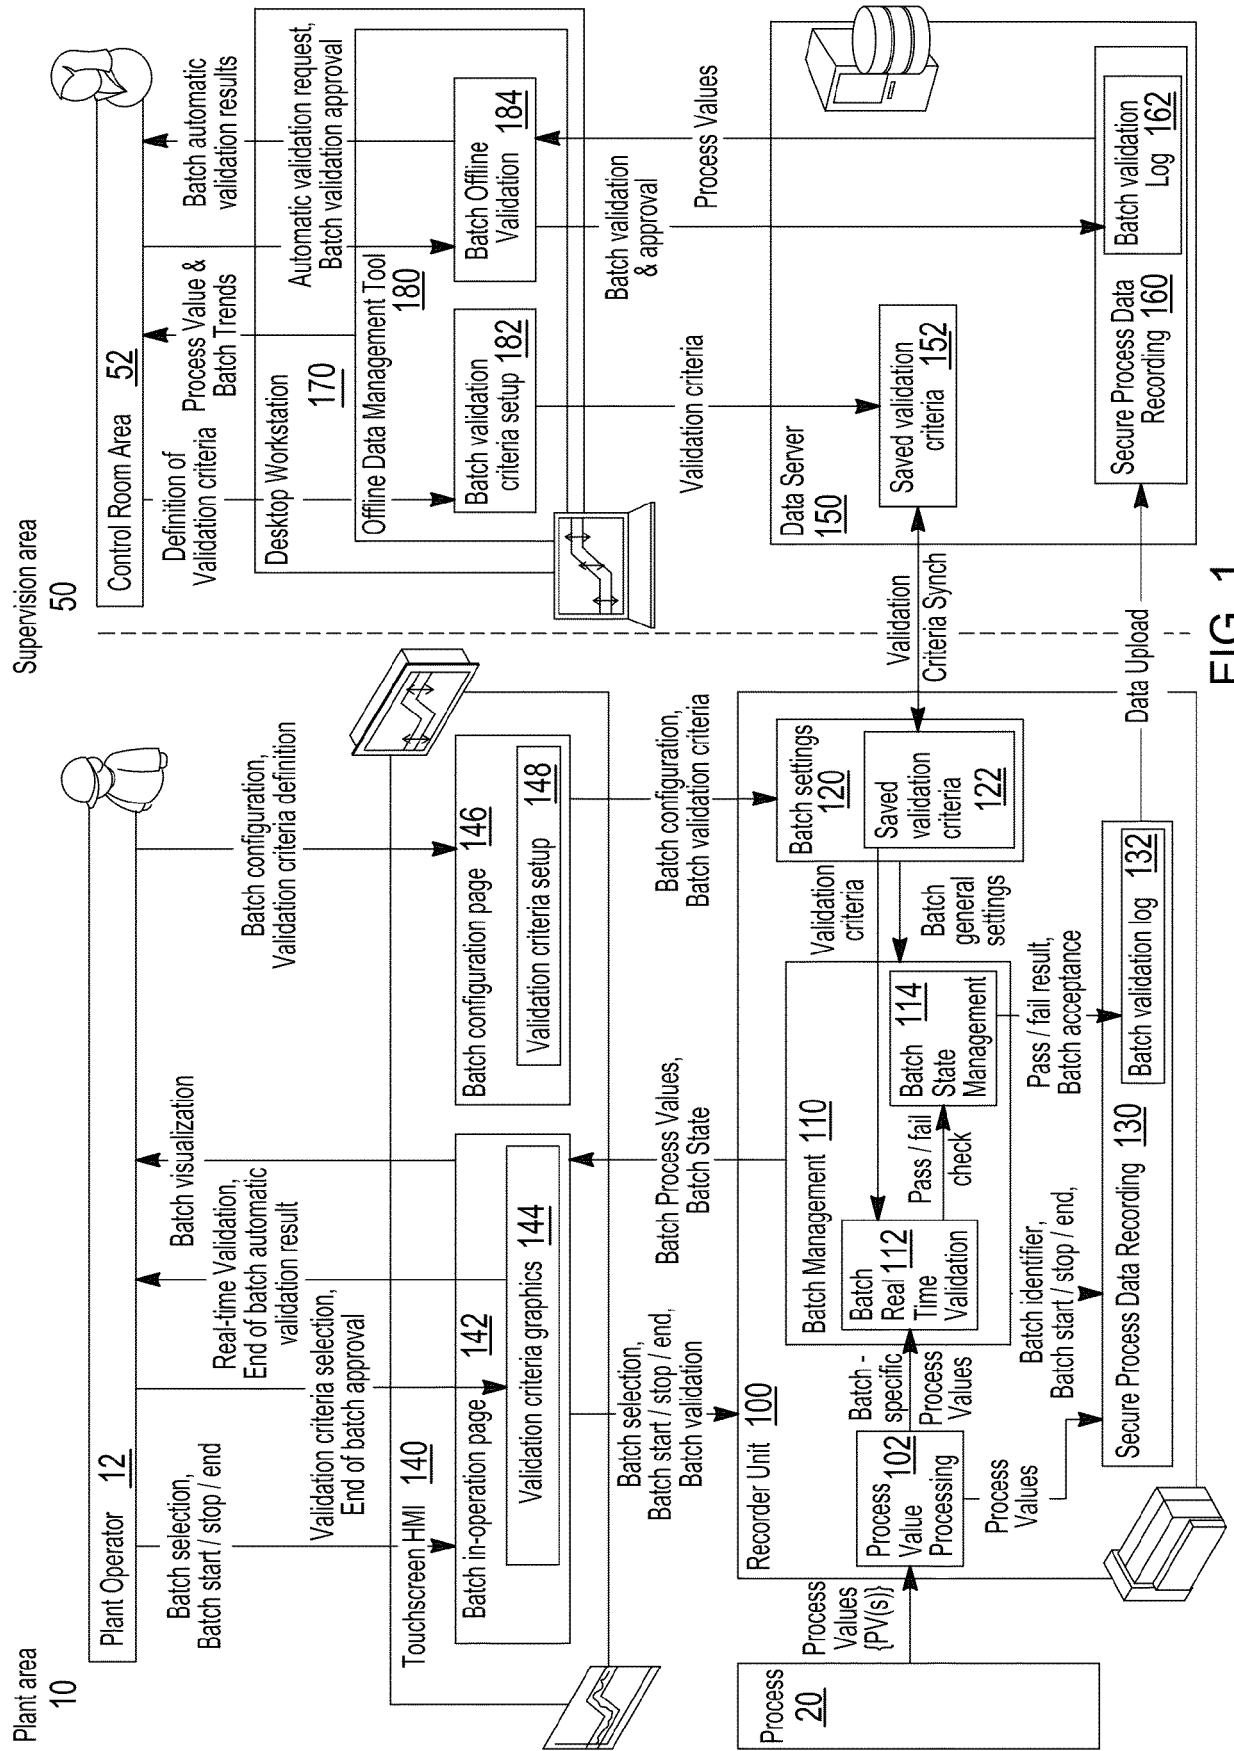 Plant area
10
Supervision area
50
Plant Operator 12
Control Room Area 52
Batch selection,
Batch start / stop / end
Validation criteria selection,
End of batch approval
Real-time Validation,
End of batch automatic
validation result
Batch visualization
Batch configuration,
Validation criteria definition
Definition of
Validation criteria
Process Value &
Batch Trends
Automatic validation request,
Batch validation approval
Batch automatic
validation results
Touchscreen HMI 140
Batch in-operation page 142
Validation criteria graphics 144
Batch configuration page 146
Validation criteria setup 148
Desktop Workstation
170
Offline Data Management Tool
180
Batch validation
criteria setup 182
Batch Offline
Validation 184
Batch selection,
Batch start / stop / end,
Batch validation
Batch Process Values,
Batch State
Batch configuration,
Batch validation criteria
Validation criteria
Batch validation
& approval
Process Values
Process
20
Process
Values
{PV(s)}
Recorder Unit 100
Process 102
Value
Processing
Batch -
specific
Process
Values
Process
Values
Batch Management 110
Batch
Real 112
Time
Validation
Pass / fail
check
Batch 114
State
Management
Validation
criteria
Batch
general
settings
Batch settings
120
Saved
validation
criteria
122
Batch identifier,
Batch start / stop / end,
Pass / fail result,
Batch acceptance
Secure Process Data Recording 130
Batch validation log 132
Validation
Criteria Synch
Data Upload
Data Server
150
Saved validation
criteria 152
Secure Process Data
Recording 160
Batch validation
Log 162
FIG. 1